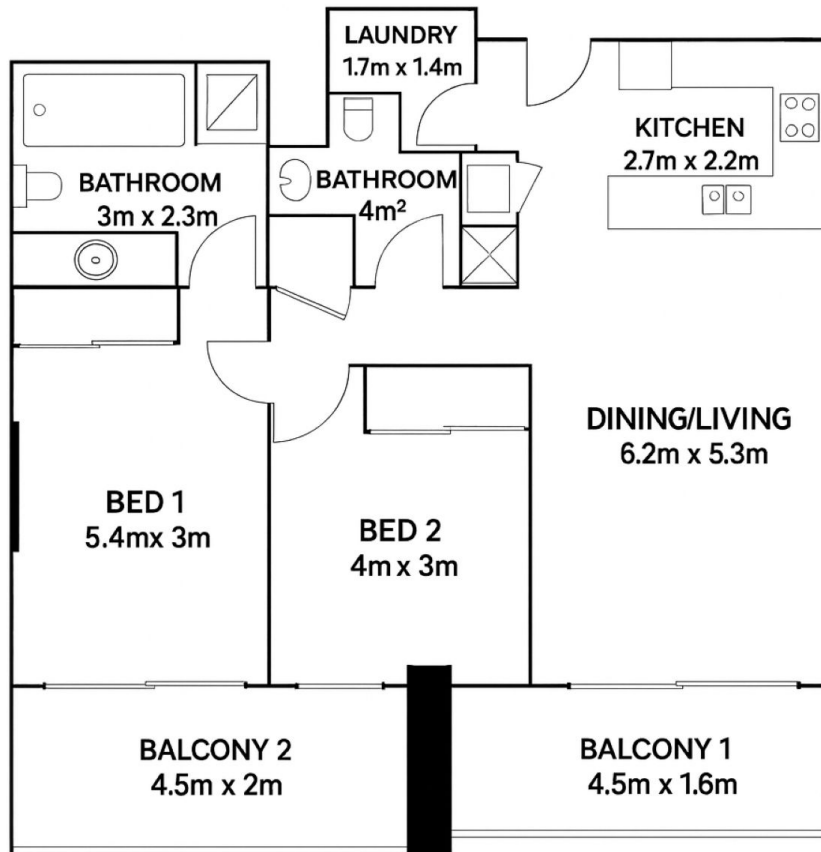 LAUNDRY
1.7m x 1.4m
KITCHEN
2.7m x 2.2m
BATHROOM
3m x 2.3m
BATHROOM
4m²
DINING/LIVING
6.2m x 5.3m
BED 1
5.4mx 3m
BED 2
4m x 3m
BALCONY 2
4.5m x 2m
BALCONY 1
4.5m x 1.6m